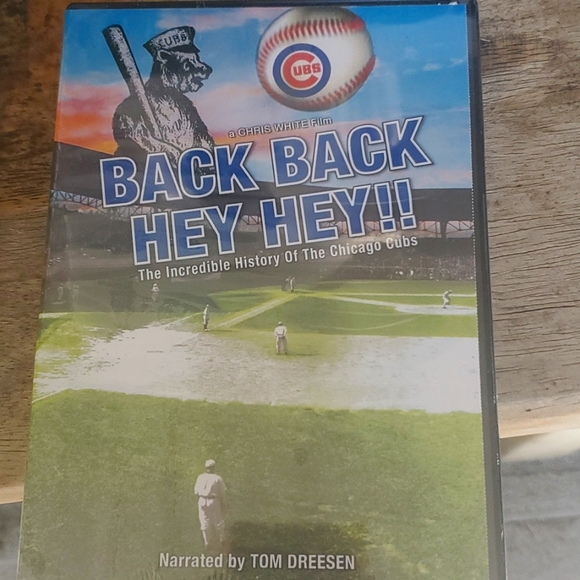 CUBS
CUBS
a CHRIS WHITE Film
BACK BACK
HEY HEY!!
The Incredible History Of The Chicago Cubs
Narrated by TOM DREESEN